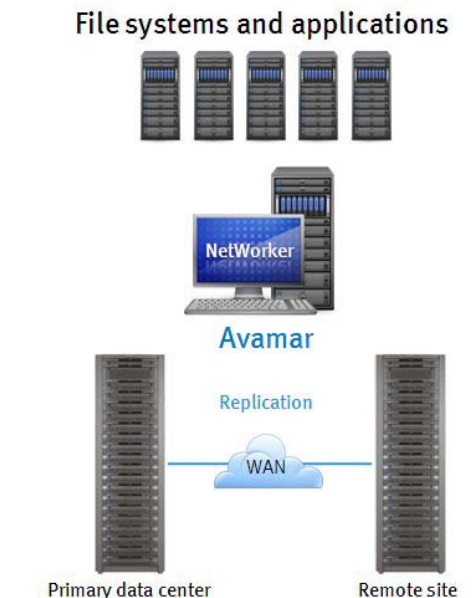 File systems and applications
NetWorker
Avamar
Replication
WAN
Primary data center
Remote site